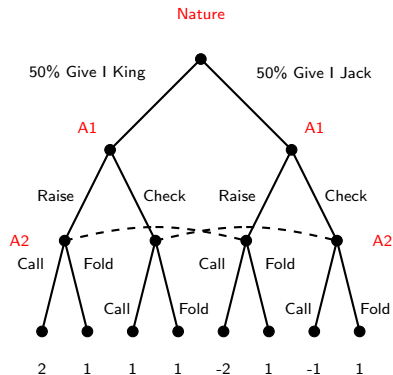 Nature
50% Give I King
50% Give I Jack
A1
A1
Raise
Check
Raise
Check
A2
A2
Call
Fold
Call
Fold
Call
Fold
Call
Fold
2
1
1
1
-2
1
-1
1